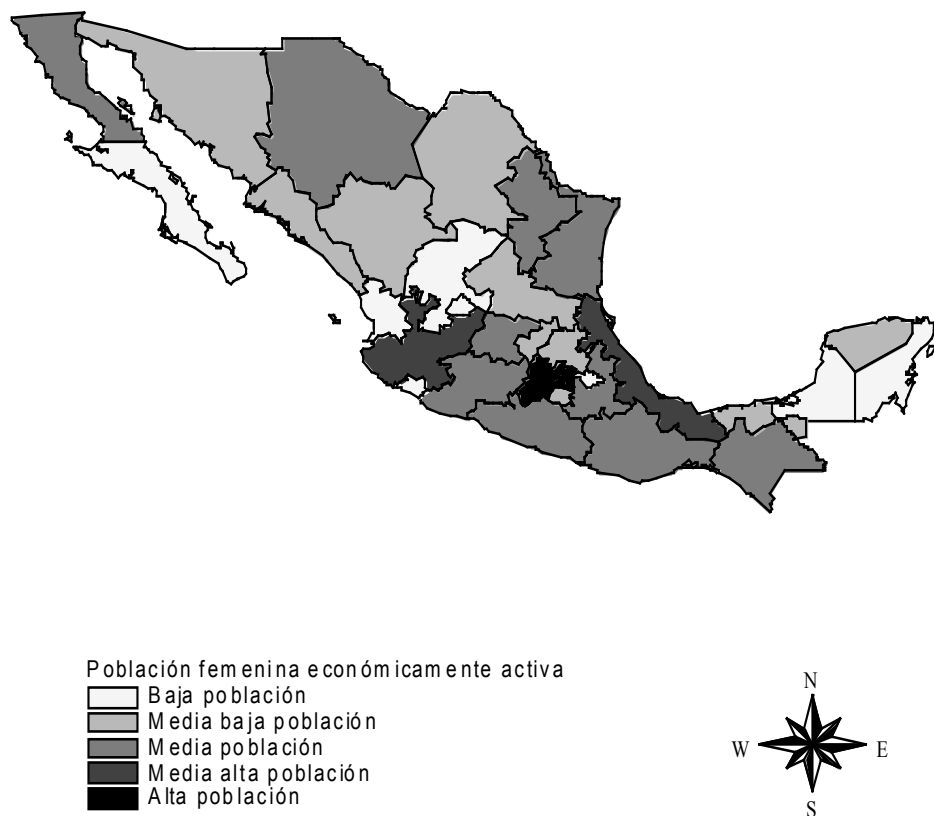 Población femenina económicamente activa
Baja población
Media baja población
Media población
Media alta población
Alta población
N
W E
S